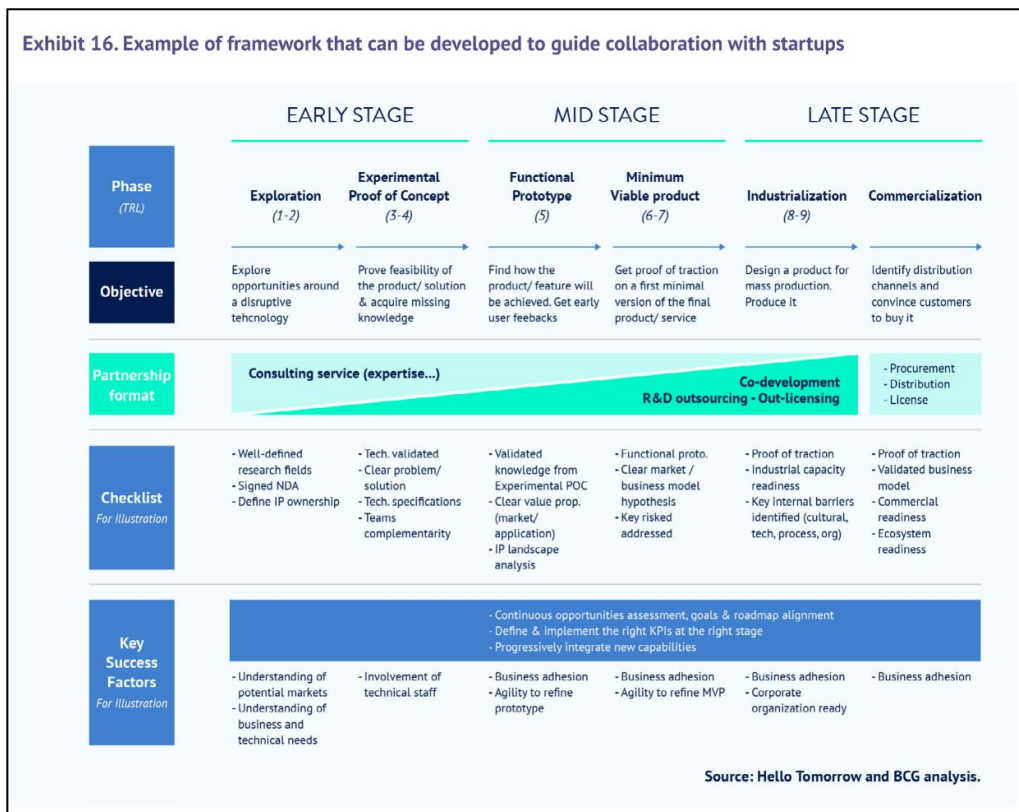 Exhibit 16. Example of framework that can be developed to guide collaboration with startups
EARLY STAGE
MID STAGE
LATE STAGE
Phase
(TRL)
Exploration
(1-2)
Experimental
Proof of Concept
(3-4)
Functional
Prototype
(5)
Minimum
Viable product
(6-7)
Industrialization
(8-9)
Commercialization
Objective
Explore
opportunities around
a disruptive
tehcnology
Prove feasibility of
the product/ solution
& acquire missing
knowledge
Find how the
product/ feature will
be achieved. Get early
user feebacks
Get proof of traction
on a first minimal
version of the final
product/ service
Design a product for
mass production.
Produce it
Identify distribution
channels and
convince customers
to buy it
Partnership
format
Consulting service (expertise...)
Co-development
R&D outsourcing - Out-licensing
- Procurement
- Distribution
- License
Checklist
For illustration
- Well-defined
research fields
- Signed NDA
- Define IP ownership
- Tech. validated
- Clear problem/
solution
- Tech. specifications
- Teams
complementarity
- Validated
knowledge from
Experimental POC
- Clear value prop.
(market/
application)
- IP landscape
analysis
- Functional proto.
- Clear market /
business model
hypothesis
- Key risked
addressed
- Proof of traction
- Industrial capacity
readiness
- Key internal barriers
identified (cultural,
tech, process, org)
- Proof of traction
- Validated business
model
- Commercial
readiness
- Ecosystem
readiness
Key
Success
Factors
For illustration
- Continuous opportunities assessment, goals & roadmap alignment
- Define & implement the right KPIs at the right stage
- Progressively integrate new capabilities
- Understanding of
potential markets
- Understanding of
business and
technical needs
- Involvement of
technical staff
- Business adhesion
- Agility to refine
prototype
- Business adhesion
- Agility to refine MVP
- Business adhesion
- Corporate
organization ready
- Business adhesion
Source: Hello Tomorrow and BCG analysis.